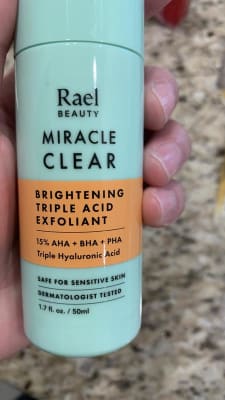 Rael
BEAUTY
MIRACLE
CLEAR
BRIGHTENING
TRIPLE ACID
EXFOLIANT
15% AHA + BHA + PHA
Triple Hyaluronic Acid
SAFE FOR SENSITIVE SKIN
DERMATOLOGIST TESTED
1.7 fl. oz. / 50ml